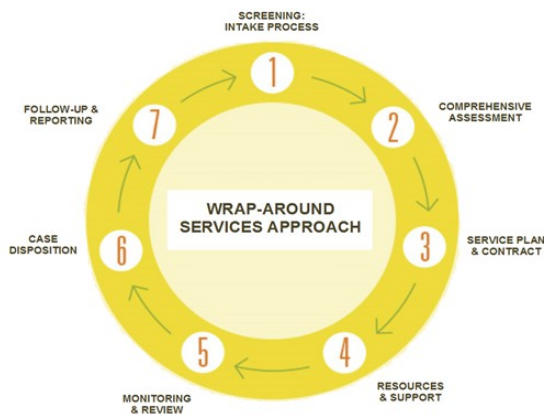 SCREENING:
INTAKE PROCESS
1
2
COMPREHENSIVE
ASSESSMENT
3
SERVICE PLAN
& CONTRACT
4
RESOURCES
& SUPPORT
5
MONITORING
& REVIEW
6
CASE
DISPOSITION
7
FOLLOW-UP &
REPORTING
WRAP-AROUND
SERVICES APPROACH